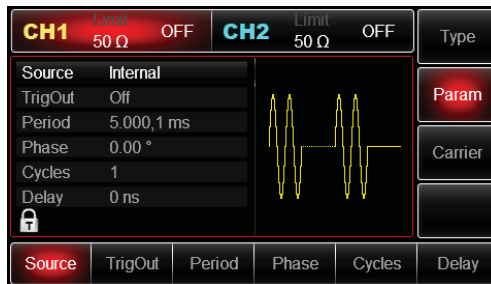 CH1 Limit 50 Ω OFF CH2 Limit 50 Ω OFF
Type
Source Internal
TrigOut Off
Period 5.000,1 ms
Phase 0.00 °
Cycles 1
Delay 0 ns
Param
Carrier
Source TrigOut Period Phase Cycles Delay